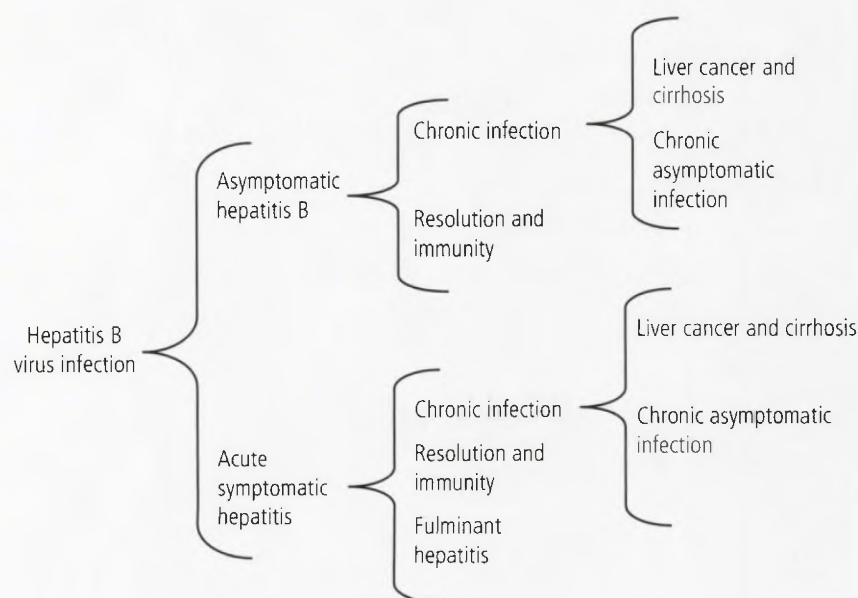 Hepatitis B
virus infection
Asymptomatic
hepatitis B
Chronic infection
Liver cancer and
cirrhosis
Chronic
asymptomatic
infection
Resolution and
immunity
Acute
symptomatic
hepatitis
Chronic infection
Liver cancer and cirrhosis
Chronic asymptomatic
infection
Resolution and
immunity
Fulminant
hepatitis